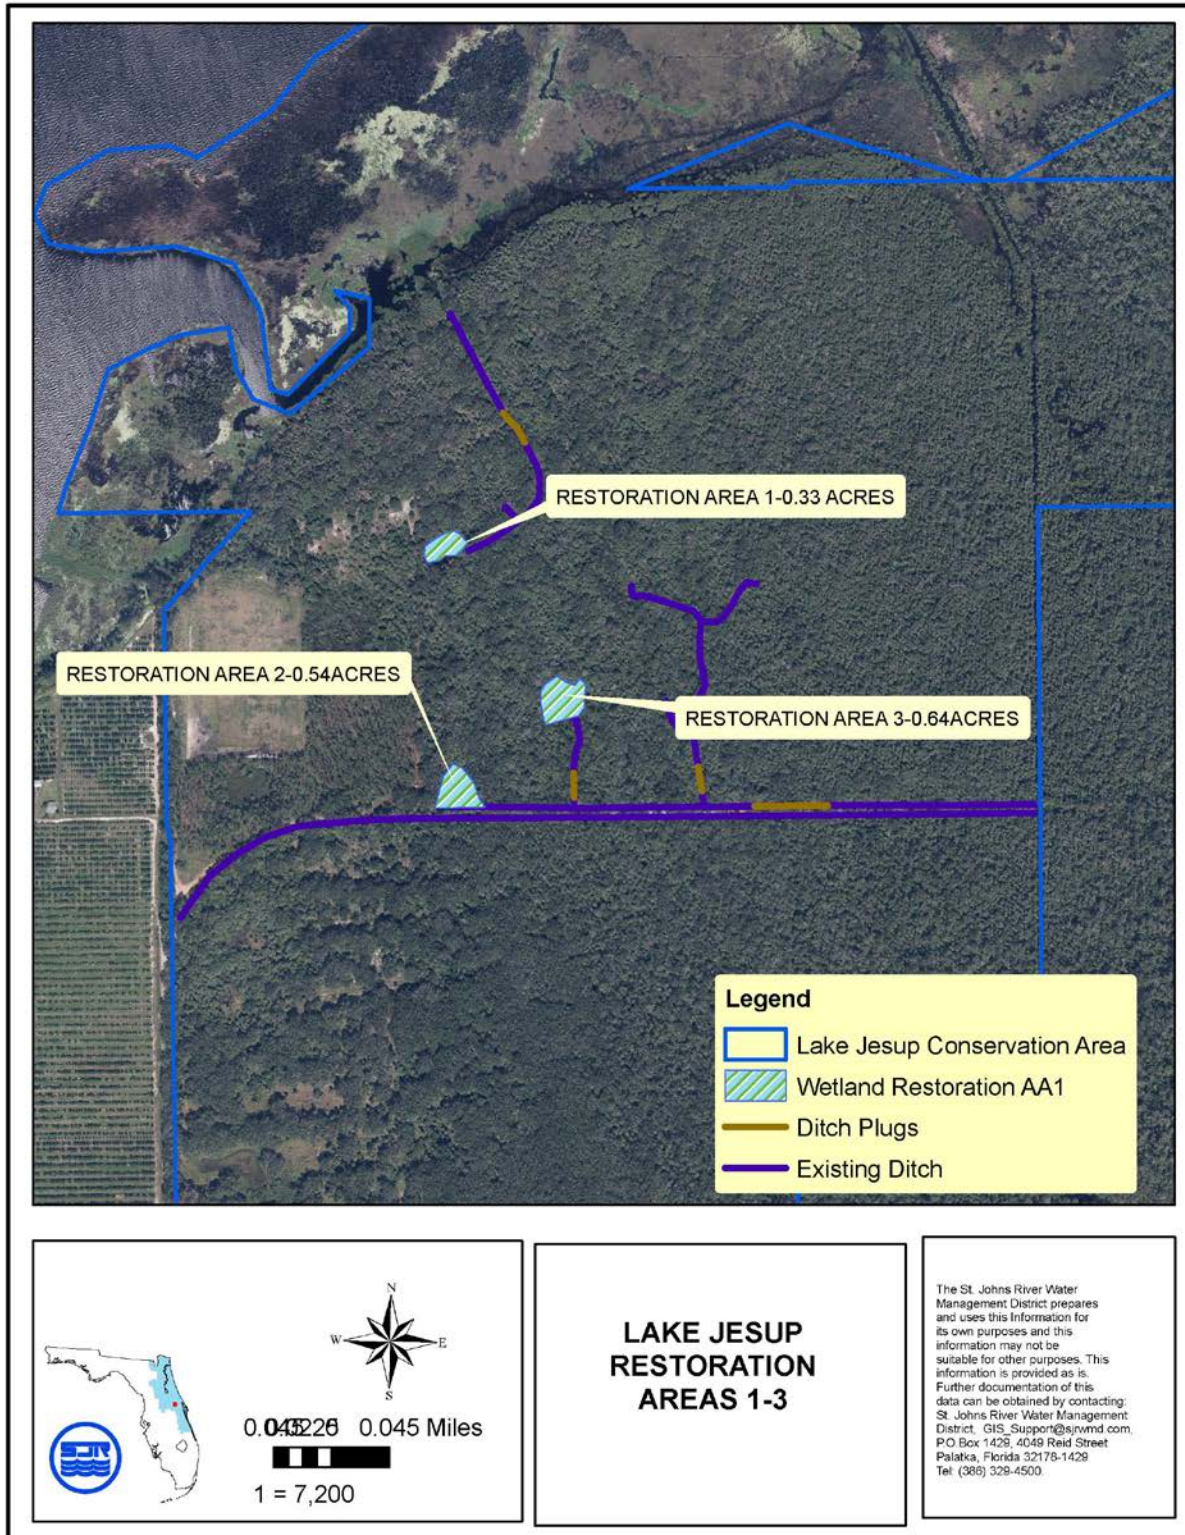 RESTORATION AREA 1-0.33 ACRES
RESTORATION AREA 2-0.54ACRES
RESTORATION AREA 3-0.64ACRES
Legend
Lake Jesup Conservation Area
Wetland Restoration AA1
Ditch Plugs
Existing Ditch
N
W
E
S
0.045 0.045 Miles
1 = 7,200
SJR
LAKE JESUP
RESTORATION
AREAS 1-3
The St. Johns River Water
Management District prepares
and uses this Information for
its own purposes and this
information may not be
suitable for other purposes. This
information is provided as is.
Further documentation of this
data can be obtained by contacting:
St. Johns River Water Management
District, GIS_Support@sjrwmd.com,
P.O.Box 1429, 4049 Reid Street
Palatka, Florida 32178-1429
Tel: (386) 329-4500.